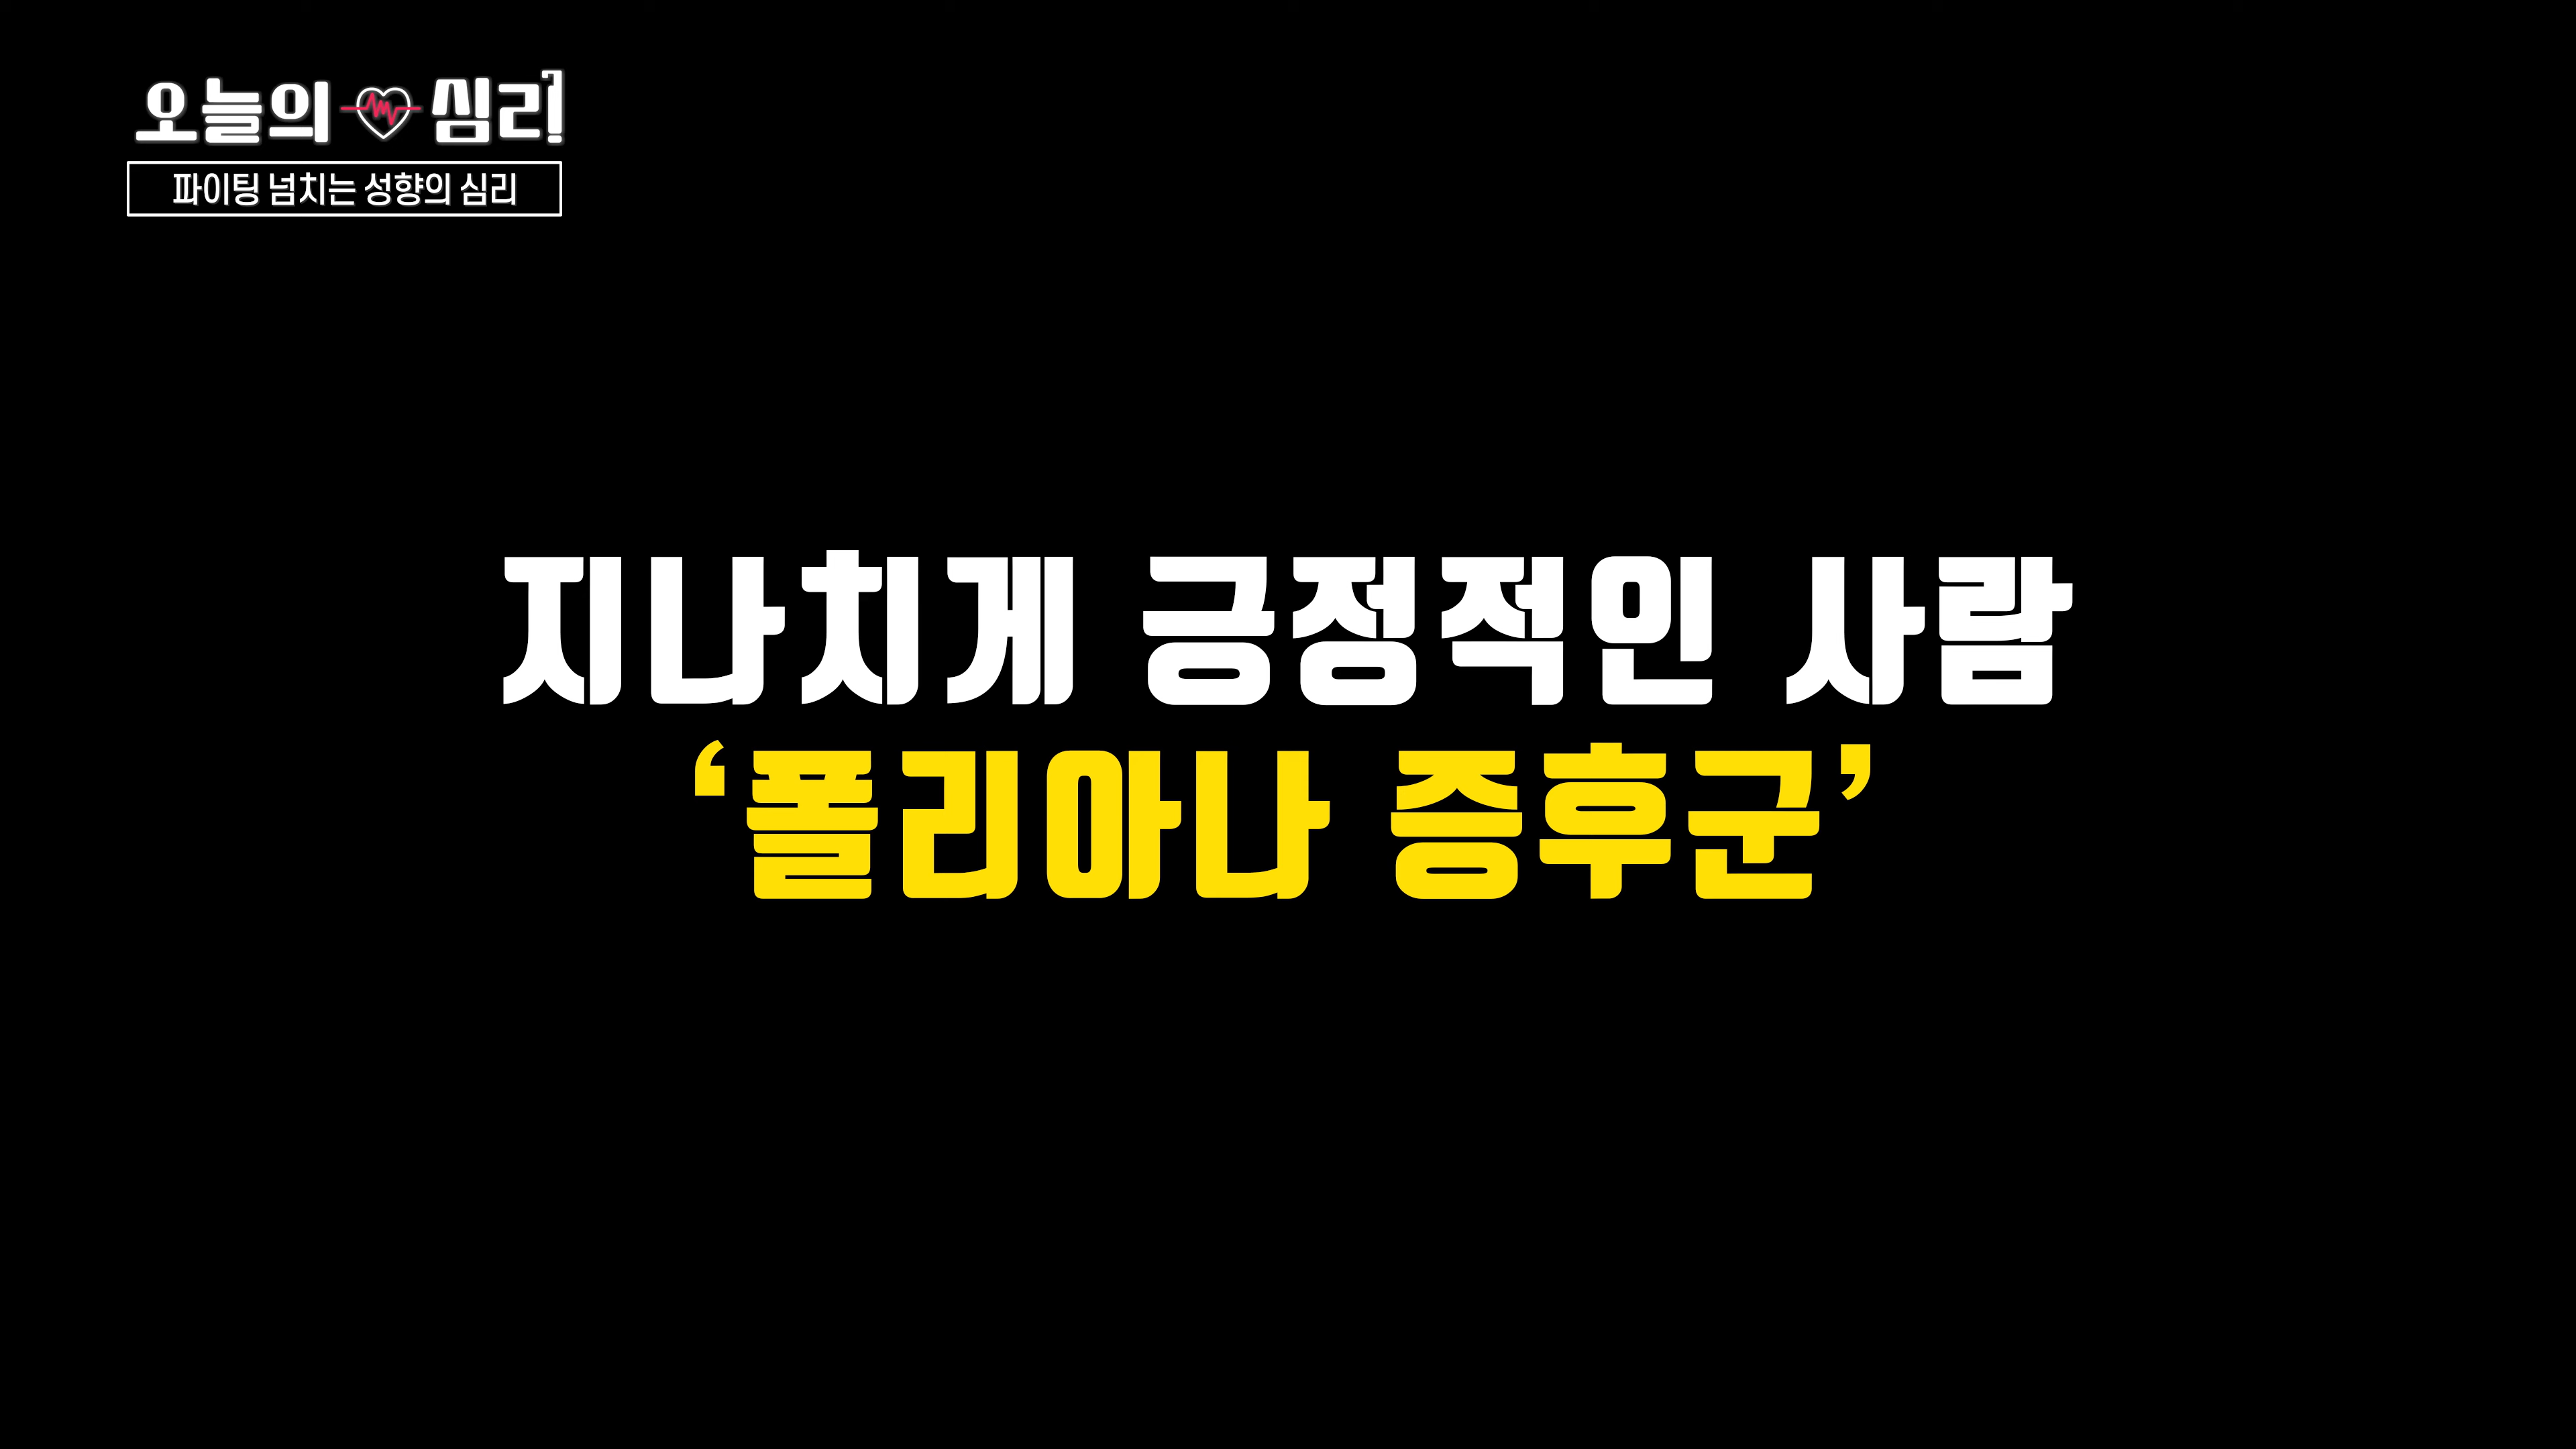 오늘의 심리
파이팅 넘치는 성향의 심리
지나치게 긍정적인 사람
‘폴리아나 증후군’